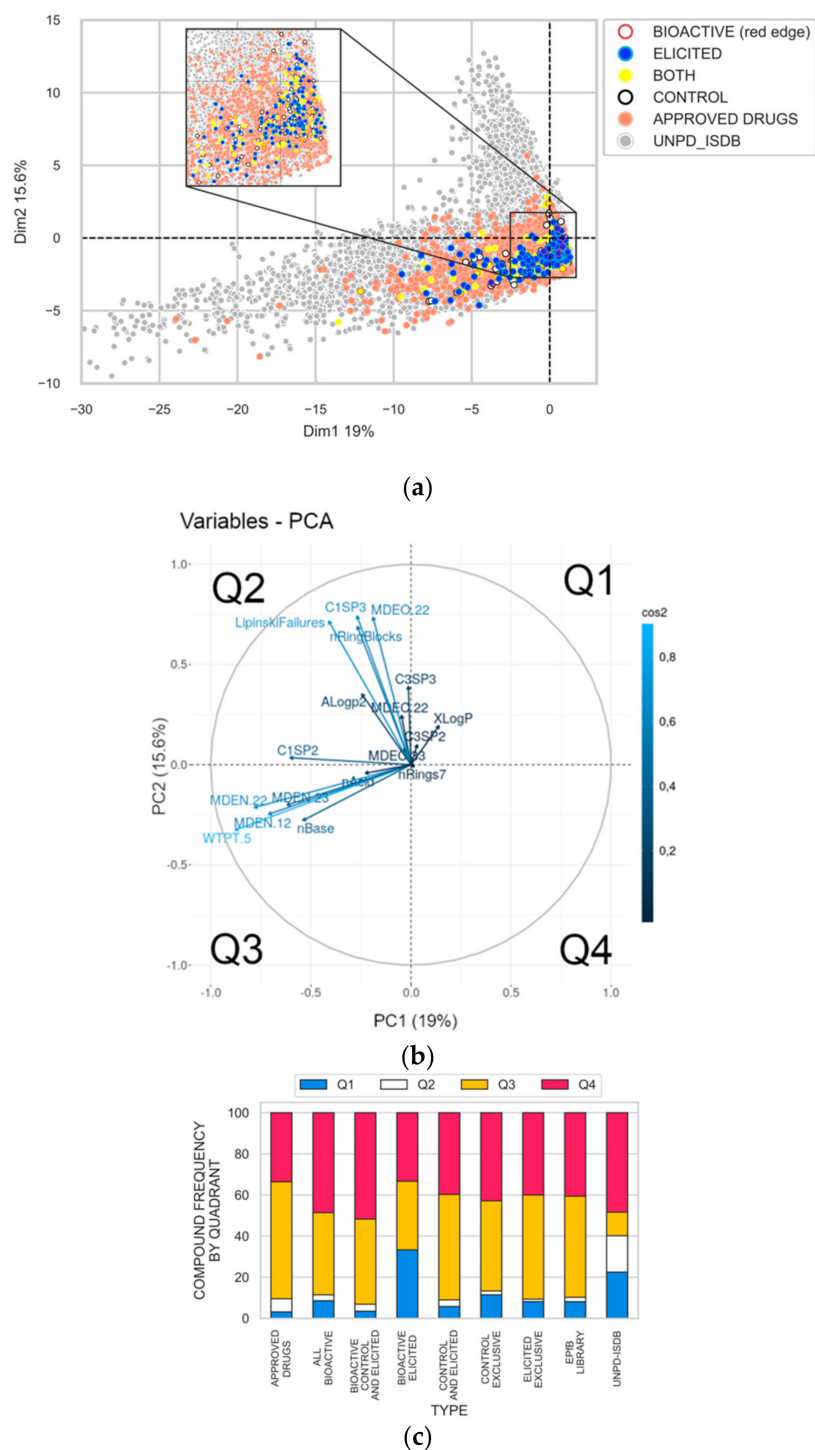 15
10
5
0
−5
−10
Dim2 15.6%
−30 −25 −20 −15 −10 −5 0
Dim1 19%
BIOACTIVE (red edge)
ELICITED
BOTH
CONTROL
APPROVED DRUGS
UNPD_ISDB
(a)
Variables - PCA
Q2
Q1
1.0
0.5
0.0
-0.5
-1.0
PC2 (15.6%)
C1SP3
MDEO.22
LipinskiFailures
nRingBlocks
C3SP3
ALogp2
MDEC.22
XLogP
C3SP2
C1SP2
MDEC.33
nRings7
nAcid
MDEN.22
MDEN.23
MDEN.12
nBase
WTPT.5
Q3
Q4
-1.0 -0.5 0.0 0.5 1.0
PC1 (19%)
cos2
0,8
0,6
0,4
0,2
(b)
Q1 Q2 Q3 Q4
COMPOUND FREQUENCY
BY QUADRANT
100
80
60
40
20
0
APPROVED
DRUGS
ALL
BIOACTIVE
BIOACTIVE
CONTROL
AND ELICITED
BIOACTIVE
ELICITED
CONTROL
AND ELICITED
CONTROL
EXCLUSIVE
ELICITED
EXCLUSIVE
EPfB
LIBRARY
UNPD-ISDB
TYPE
(c)